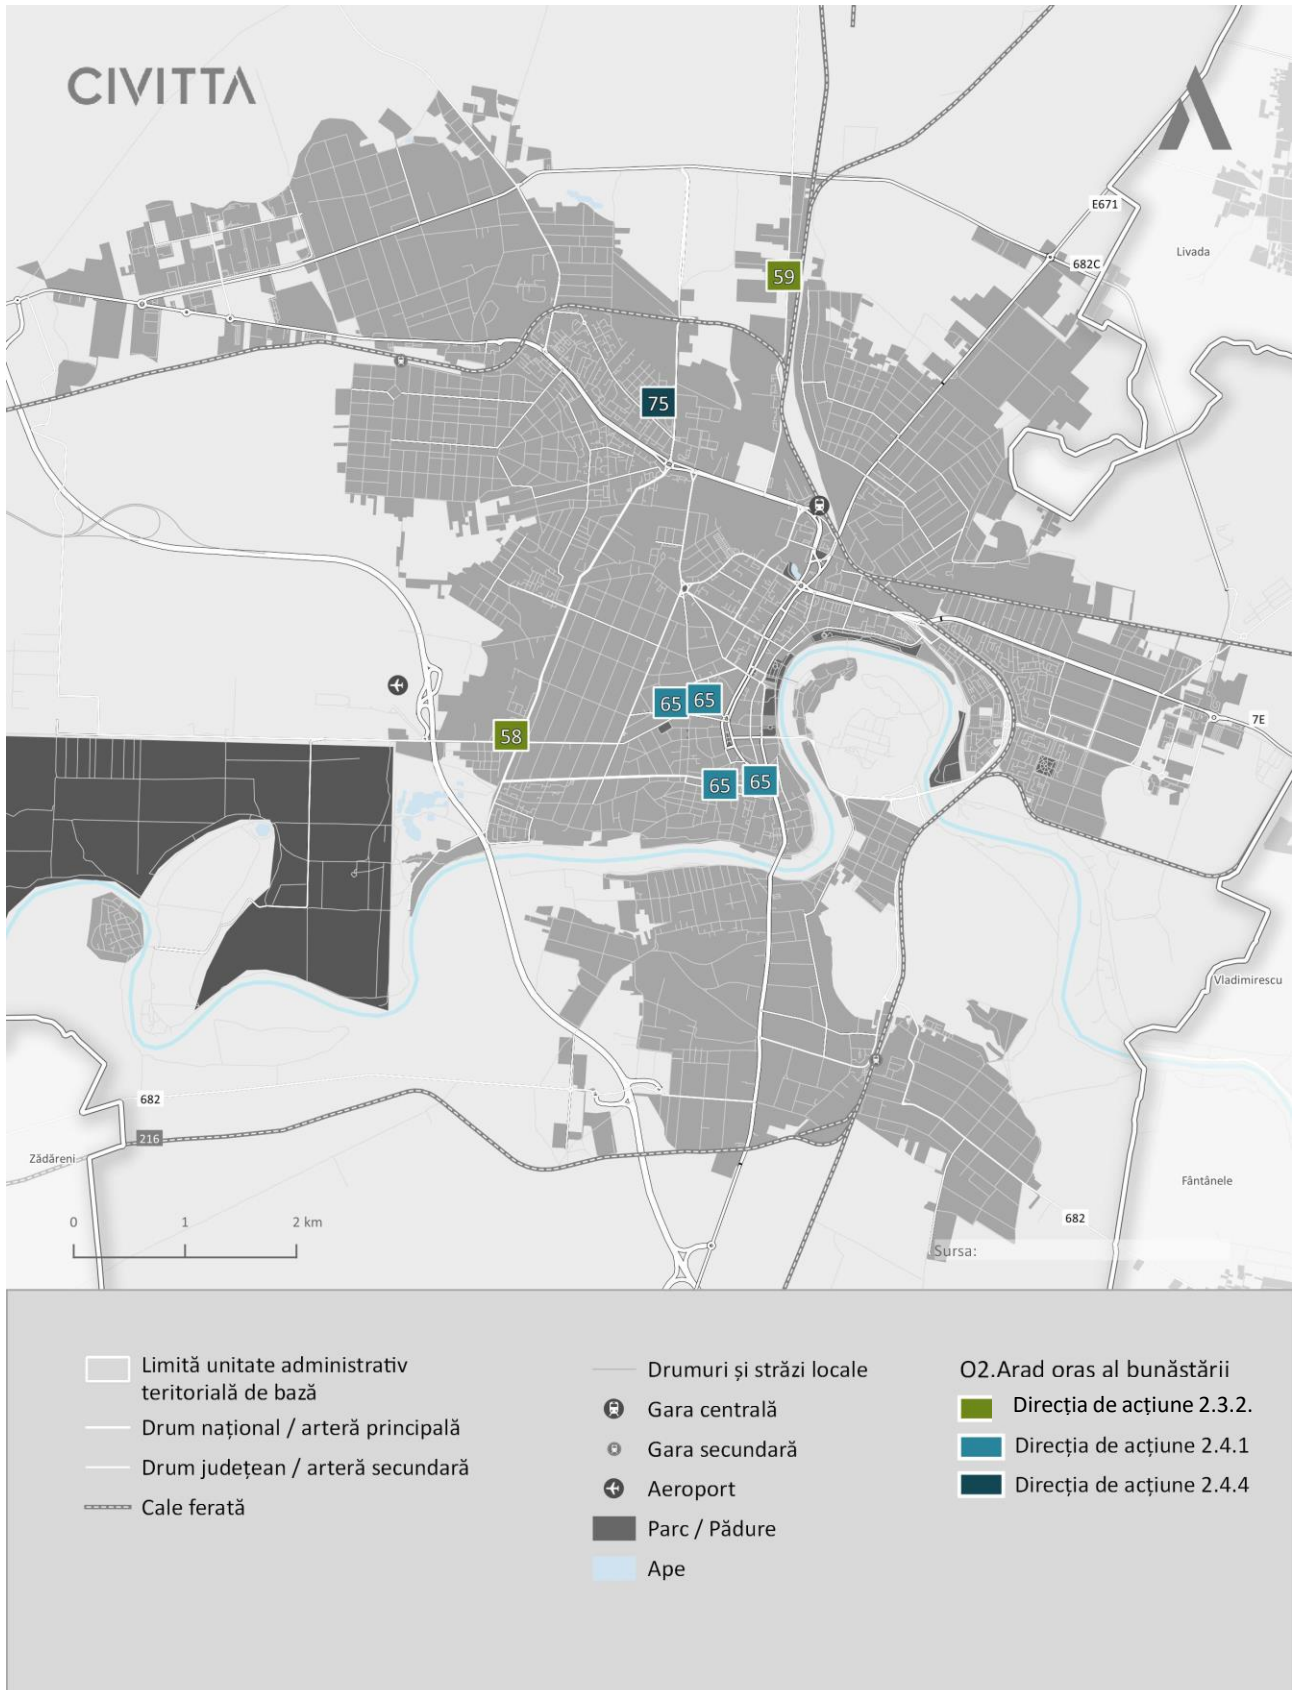 CIVITTA
E671
Livada
682C
59
75
65
65
7E
58
65
65
Vladimirescu
682
216
Zădăreni
Fântânele
0 1 2 km
682
Sursa:
Limită unitate administrativ
teritorială de bază
Drum național / arteră principală
Drum județean / arteră secundară
Cale ferată
Drumuri și străzi locale
Gara centrală
Gara secundară
Aeroport
Parc / Pădure
Ape
O2.Arad oras al bunăstării
Direcția de acțiune 2.3.2.
Direcția de acțiune 2.4.1
Direcția de acțiune 2.4.4